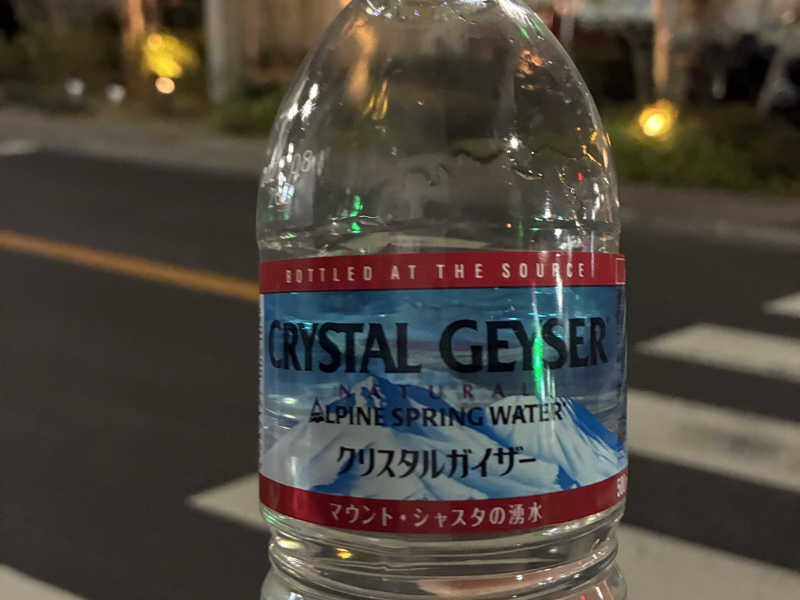 BOTTLED AT THE SOURCE
CRYSTAL GEYSER
NATURAL
ALPINE SPRING WATER
クリスタルガイザー
マウント・シャスタの湧水